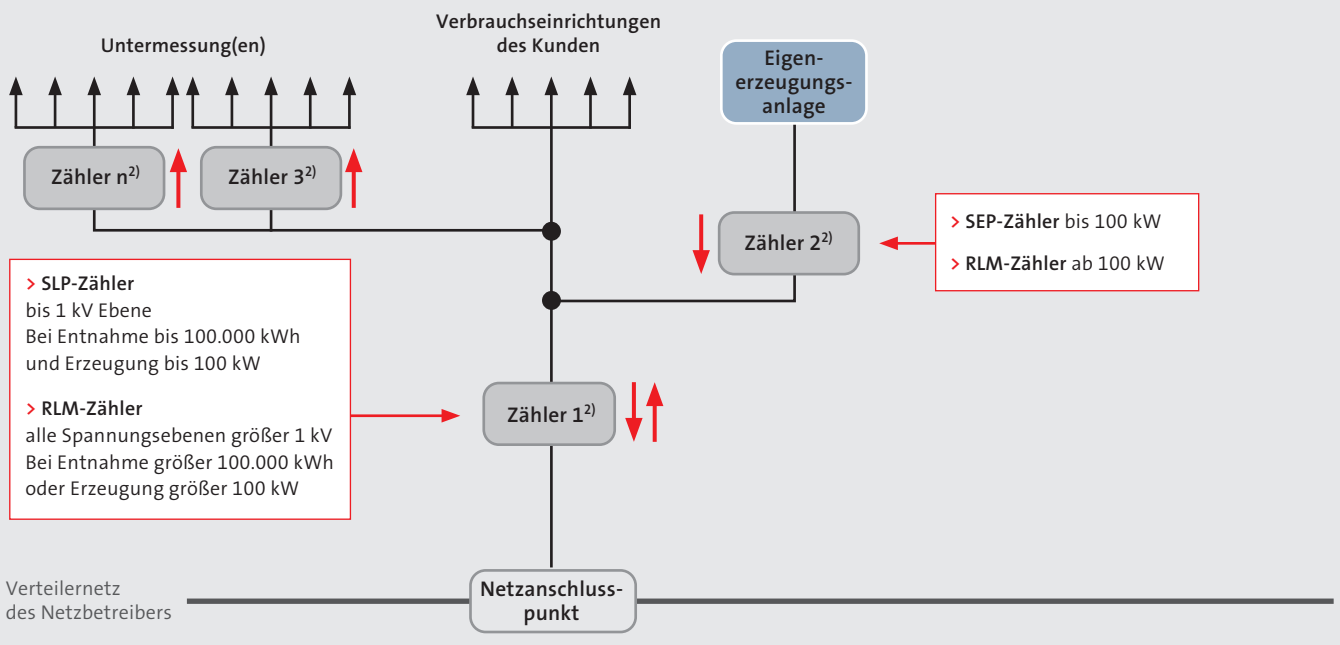 Untermessung(en)
Verbrauchseinrichtungen
des Kunden
Eigen-
erzeugungs-
anlage
Zähler n²⁾
Zähler 3²⁾
Zähler 2²⁾
> SEP-Zähler bis 100 kW
> RLM-Zähler ab 100 kW
> SLP-Zähler
bis 1 kV Ebene
Bei Entnahme bis 100.000 kWh
und Erzeugung bis 100 kW
> RLM-Zähler
alle Spannungsebenen größer 1 kV
Bei Entnahme größer 100.000 kWh
oder Erzeugung größer 100 kW
Zähler 1²⁾
Verteilernetz
des Netzbetreibers
Netzanschluss-
punkt